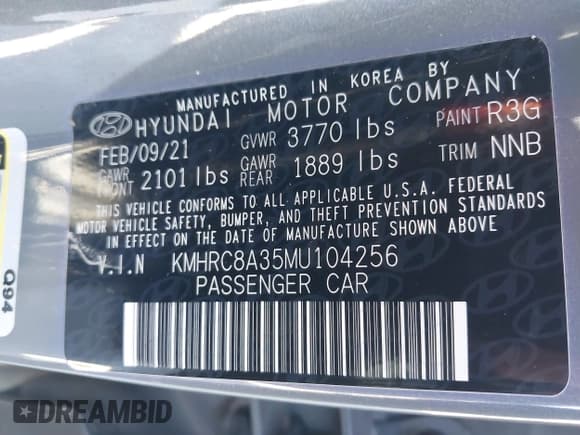 MANUFACTURED IN KOREA BY
HYUNDAI MOTOR COMPANY
FEB/09/21 GVWR 3770 lbs PAINT R3G
GAWR FRONT 2101 lbs GAWR REAR 1889 lbs TRIM NNB
THIS VEHICLE CONFORMS TO ALL APPLICABLE U.S.A. FEDERAL
MOTOR VEHICLE SAFETY, BUMPER, AND THEFT PREVENTION STANDARDS
IN EFFECT ON THE DATE OF MANUFACTURE SHOWN ABOVE
V.I.N KMHRC8A35MU104256
PASSENGER CAR
Q94
DREAMBID